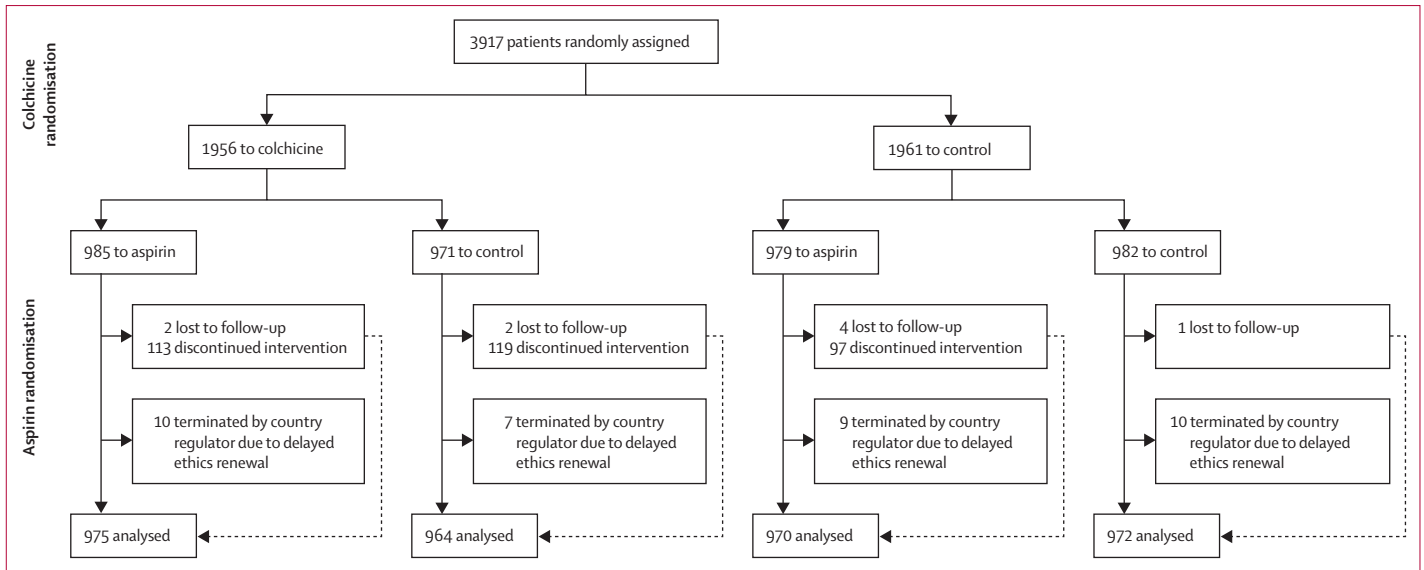 Colchicine
randomisation
3917 patients randomly assigned
1956 to colchicine
1961 to control
Aspirin randomisation
985 to aspirin
971 to control
979 to aspirin
982 to control
2 lost to follow-up
113 discontinued intervention
2 lost to follow-up
119 discontinued intervention
4 lost to follow-up
97 discontinued intervention
1 lost to follow-up
10 terminated by country
regulator due to delayed
ethics renewal
7 terminated by country
regulator due to delayed
ethics renewal
9 terminated by country
regulator due to delayed
ethics renewal
10 terminated by country
regulator due to delayed
ethics renewal
975 analysed
964 analysed
970 analysed
972 analysed